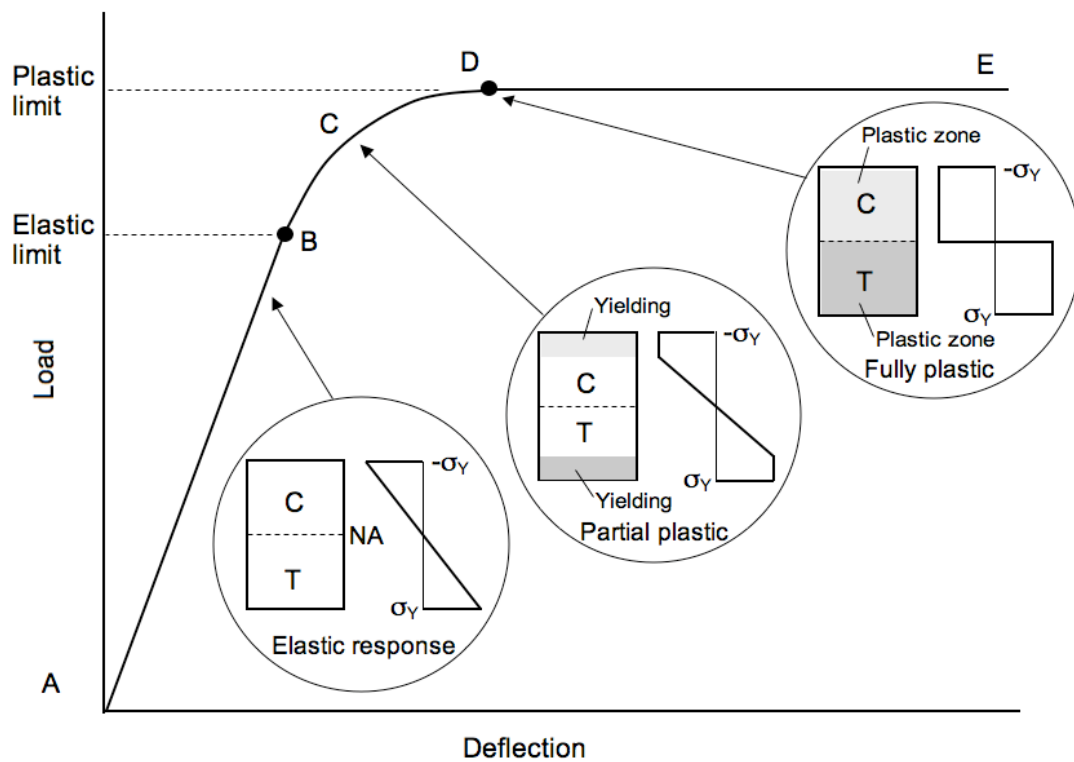 D
E
Plastic
limit
C
Plastic zone
-σY
C
Elastic
limit
B
T
σY
Plastic zone
Fully plastic
Yielding
-σY
C
T
σY
Yielding
Partial plastic
Load
-σY
C
NA
T
σY
Elastic response
A
Deflection